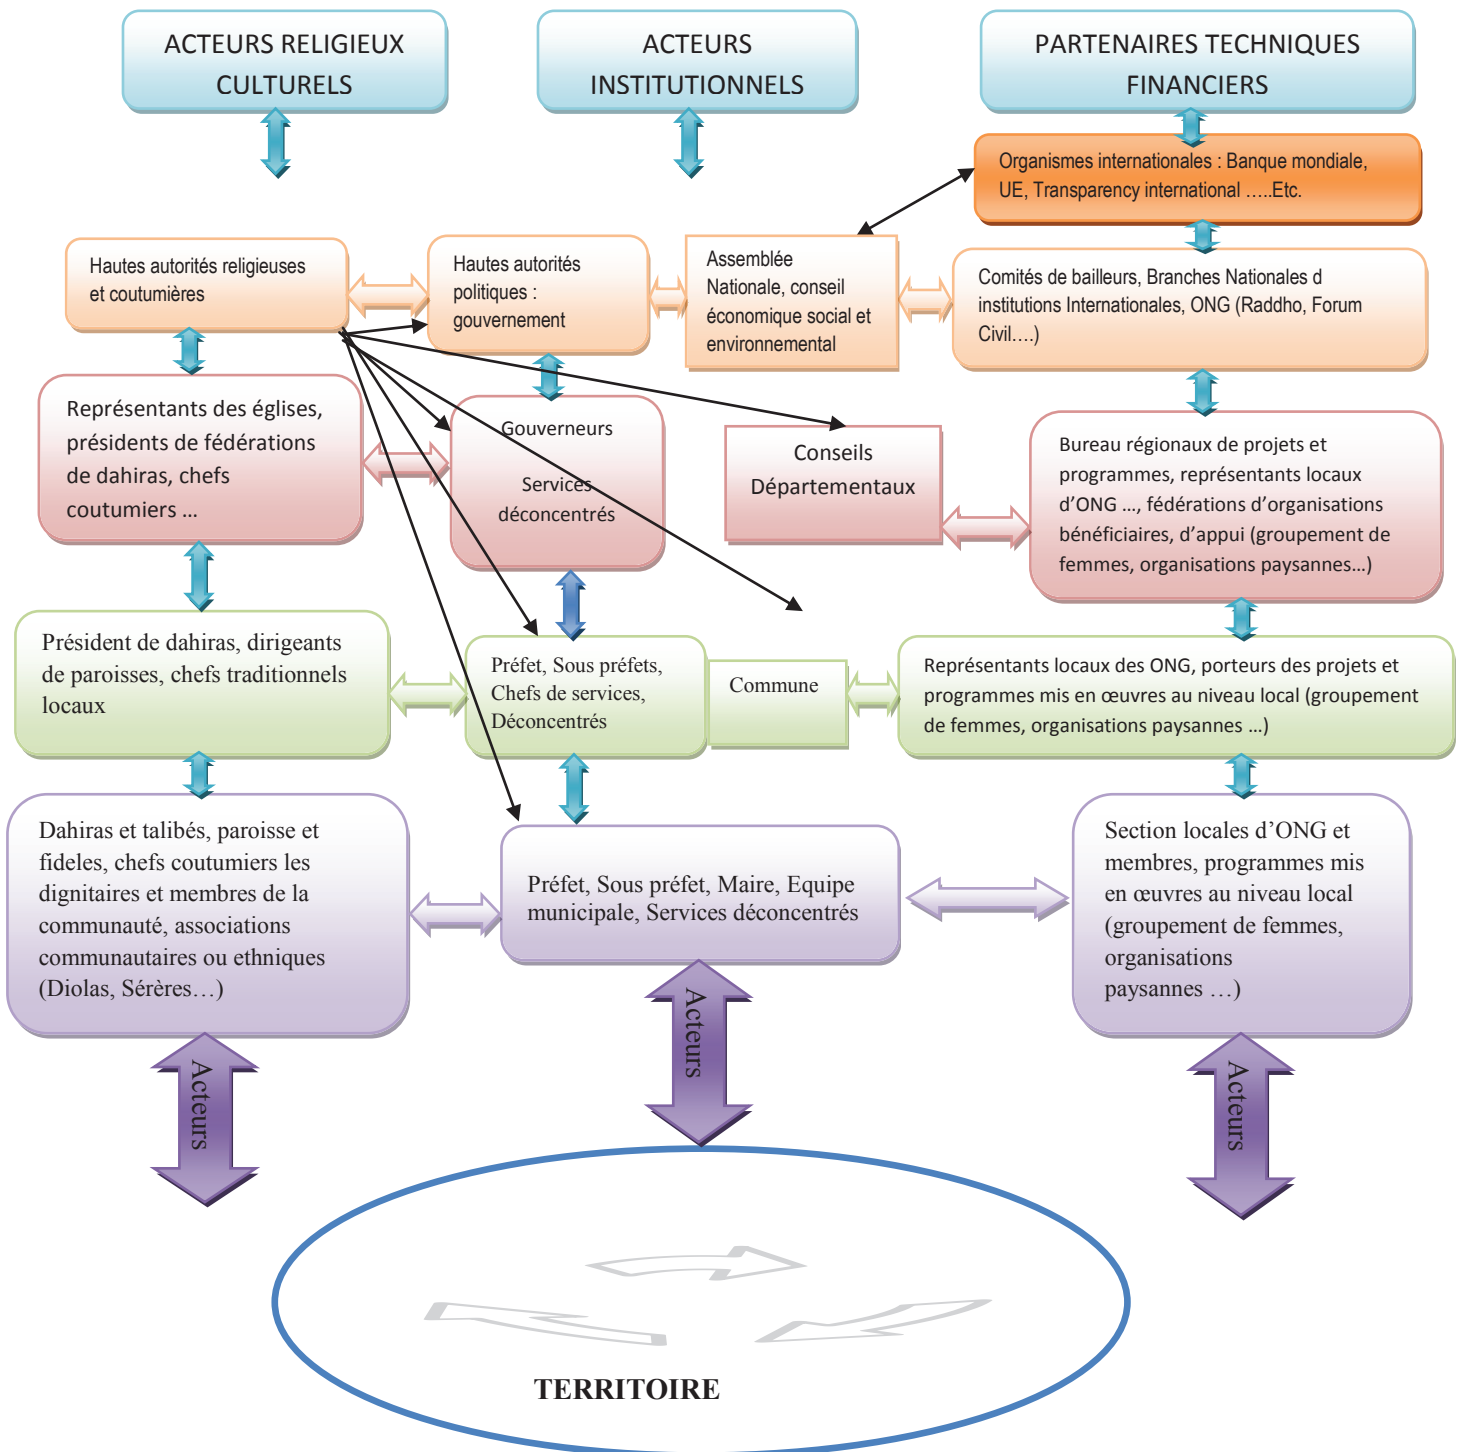 ACTEURS RELIGIEUX
CULTURELS
ACTEURS
INSTITUTIONNELS
PARTENAIRES TECHNIQUES
FINANCIERS
Organismes internationales : Banque mondiale,
UE, Transparency international …..Etc.
Hautes autorités religieuses
et coutumières
Hautes autorités
politiques :
gouvernement
Assemblée
Nationale, conseil
économique social et
environnemental
Comités de bailleurs, Branches Nationales d
institutions Internationales, ONG (Raddho, Forum
Civil….)
Représentants des églises,
présidents de fédérations
de dahiras, chefs
coutumiers …
Gouverneurs
Services
déconcentrés
Conseils
Départementaux
Bureau régionaux de projets et
programmes, représentants locaux
d’ONG …, fédérations d’organisations
bénéficiaires, d’appui (groupement de
femmes, organisations paysannes…)
Président de dahiras, dirigeants
de paroisses, chefs traditionnels
locaux
Préfet, Sous préfets,
Chefs de services,
Déconcentrés
Commune
Représentants locaux des ONG, porteurs des projets et
programmes mis en œuvres au niveau local (groupement
de femmes, organisations paysannes …)
Dahiras et talibés, paroisse et
fideles, chefs coutumiers les
dignitaires et membres de la
communauté, associations
communautaires ou ethniques
(Diolas, Sérères…)
Préfet, Sous préfet, Maire, Equipe
municipale, Services déconcentrés
Section locales d’ONG et
membres, programmes mis
en œuvres au niveau local
(groupement de femmes,
organisations
paysannes …)
Acteurs
Acteurs
Acteurs
TERRITOIRE